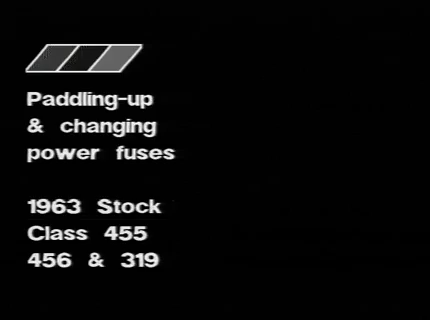 Paddling-up
& changing
power fuses
1963 Stock
Class 455
456 & 319